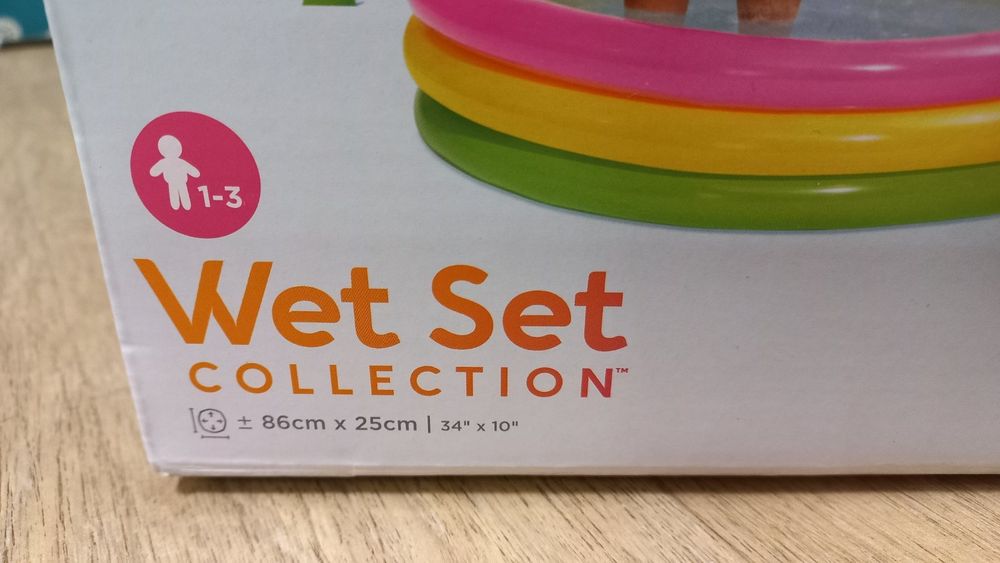 1-3
Wet Set
COLLECTION™
± 86cm x 25cm | 34" x 10"